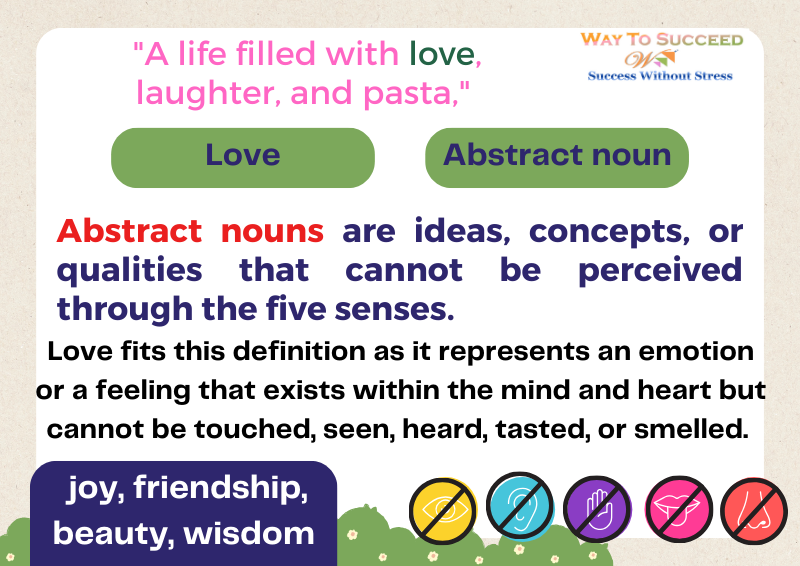 "A life filled with love,
laughter, and pasta,"
WAY TO SUCCEED
Success Without Stress
Love
Abstract noun
Abstract nouns are ideas, concepts, or
qualities that cannot be perceived
through the five senses.
Love fits this definition as it represents an emotion
or a feeling that exists within the mind and heart but
cannot be touched, seen, heard, tasted, or smelled.
joy, friendship,
beauty, wisdom